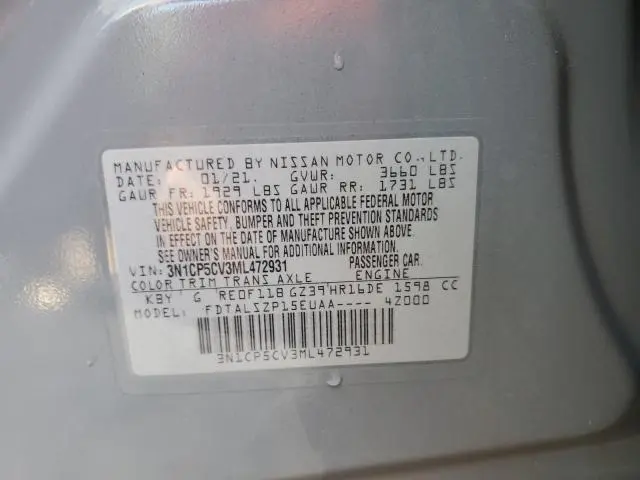 MANUFACTURED BY NISSAN MOTOR CO., LTD.
DATE: 01/21. GVWR: 3660 LBS
GAWR FR: 1929 LBS GAWR RR: 1731 LBS
THIS VEHICLE CONFORMS TO ALL APPLICABLE FEDERAL MOTOR
VEHICLE SAFETY, BUMPER AND THEFT PREVENTION STANDARDS
IN EFFECT ON THE DATE OF MANUFACTURE SHOWN ABOVE.
SEE OWNER'S MANUAL FOR ADDITIONAL INFORMATION.
VIN: 3N1CP5CV3ML472931 PASSENGER CAR.
COLOR TRIM TRANS AXLE ENGINE
KBY G RE0F11B GZ39 HR16DE 1598 CC
MODEL: FDTALSZP15EUAA---- 4Z000
3N1CP5CV3ML472931